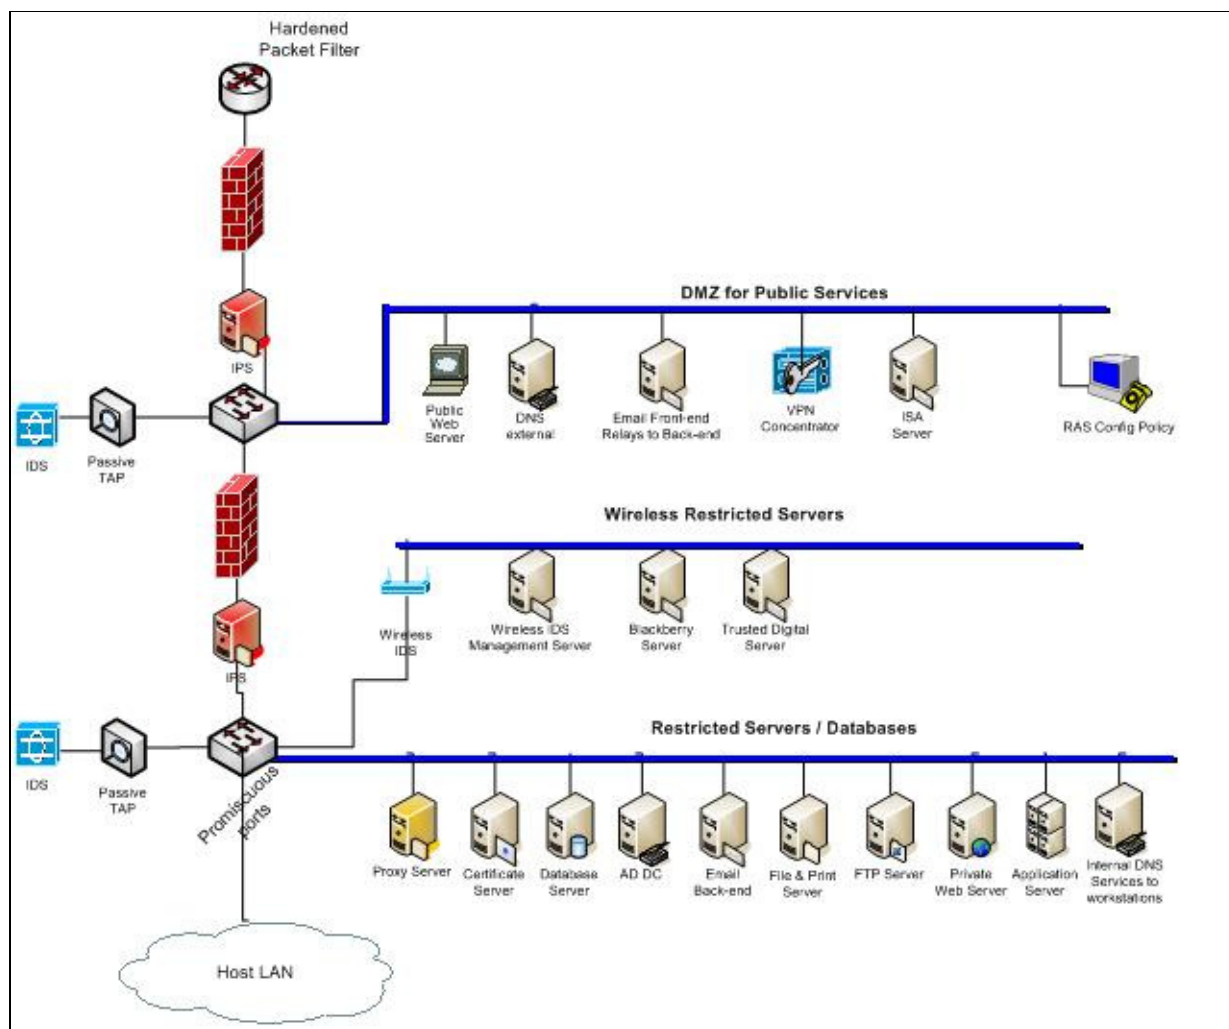 Hardened
Packet Filter
IPS
DMZ for Public Services
Public
Web
Server
DNS
external
Email Front-end
Relays to Back-end
VPN
Concentrator
ISA
Server
RAS Config Policy
IDS
Passive
TAP
Wireless Restricted Servers
Wireless
IDS
Wireless IDS
Management Server
Blackberry
Server
Trusted Digital
Server
IPS
IDS
Passive
TAP
Promiscuous
ports
Restricted Servers / Databases
Proxy Server
Certificate
Server
Database
Server
AD DC
Email
Back-end
File & Print
Server
FTP Server
Private
Web Server
Application
Server
Internal DNS
Services to
workstations
Host LAN